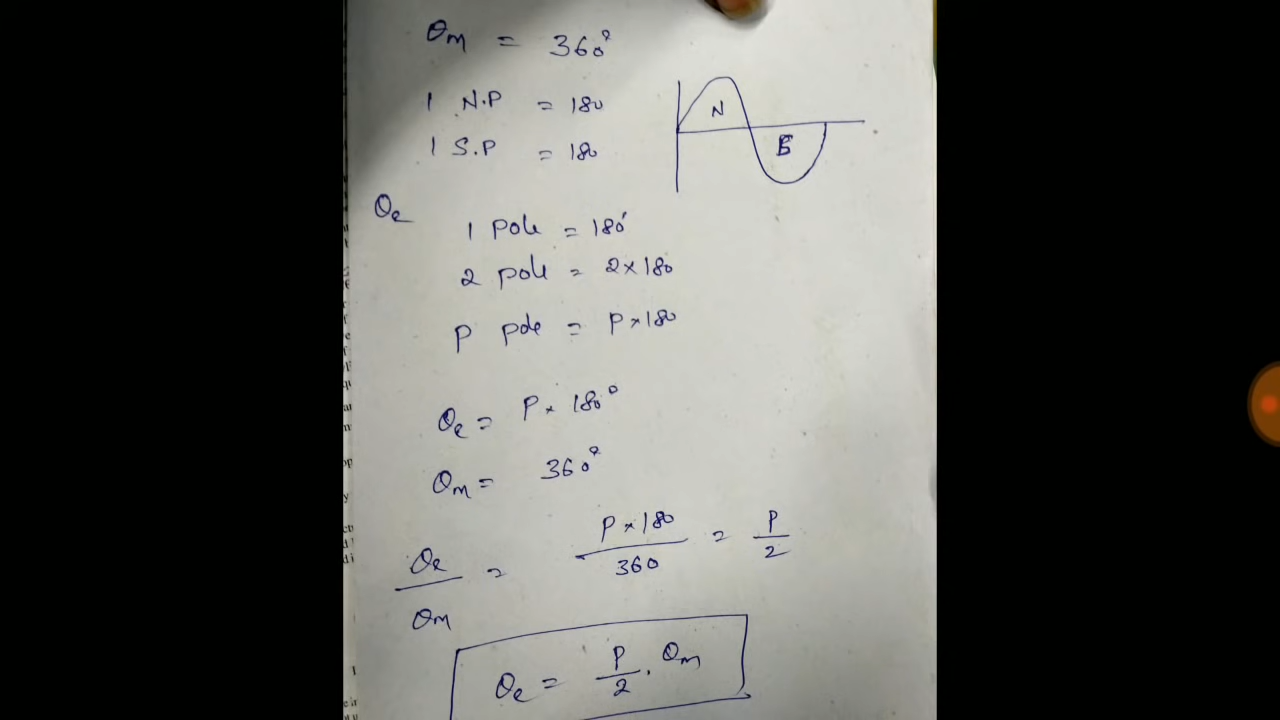 θm = 360°
1 N.P = 180
1 S.P = 180
N
S
θe
1 pole = 180°
2 pole = 2×180
P pole = P×180
θe = P × 180°
θm = 360°
θe/θm = P×180/360 = P/2
θe = P/2 . θm